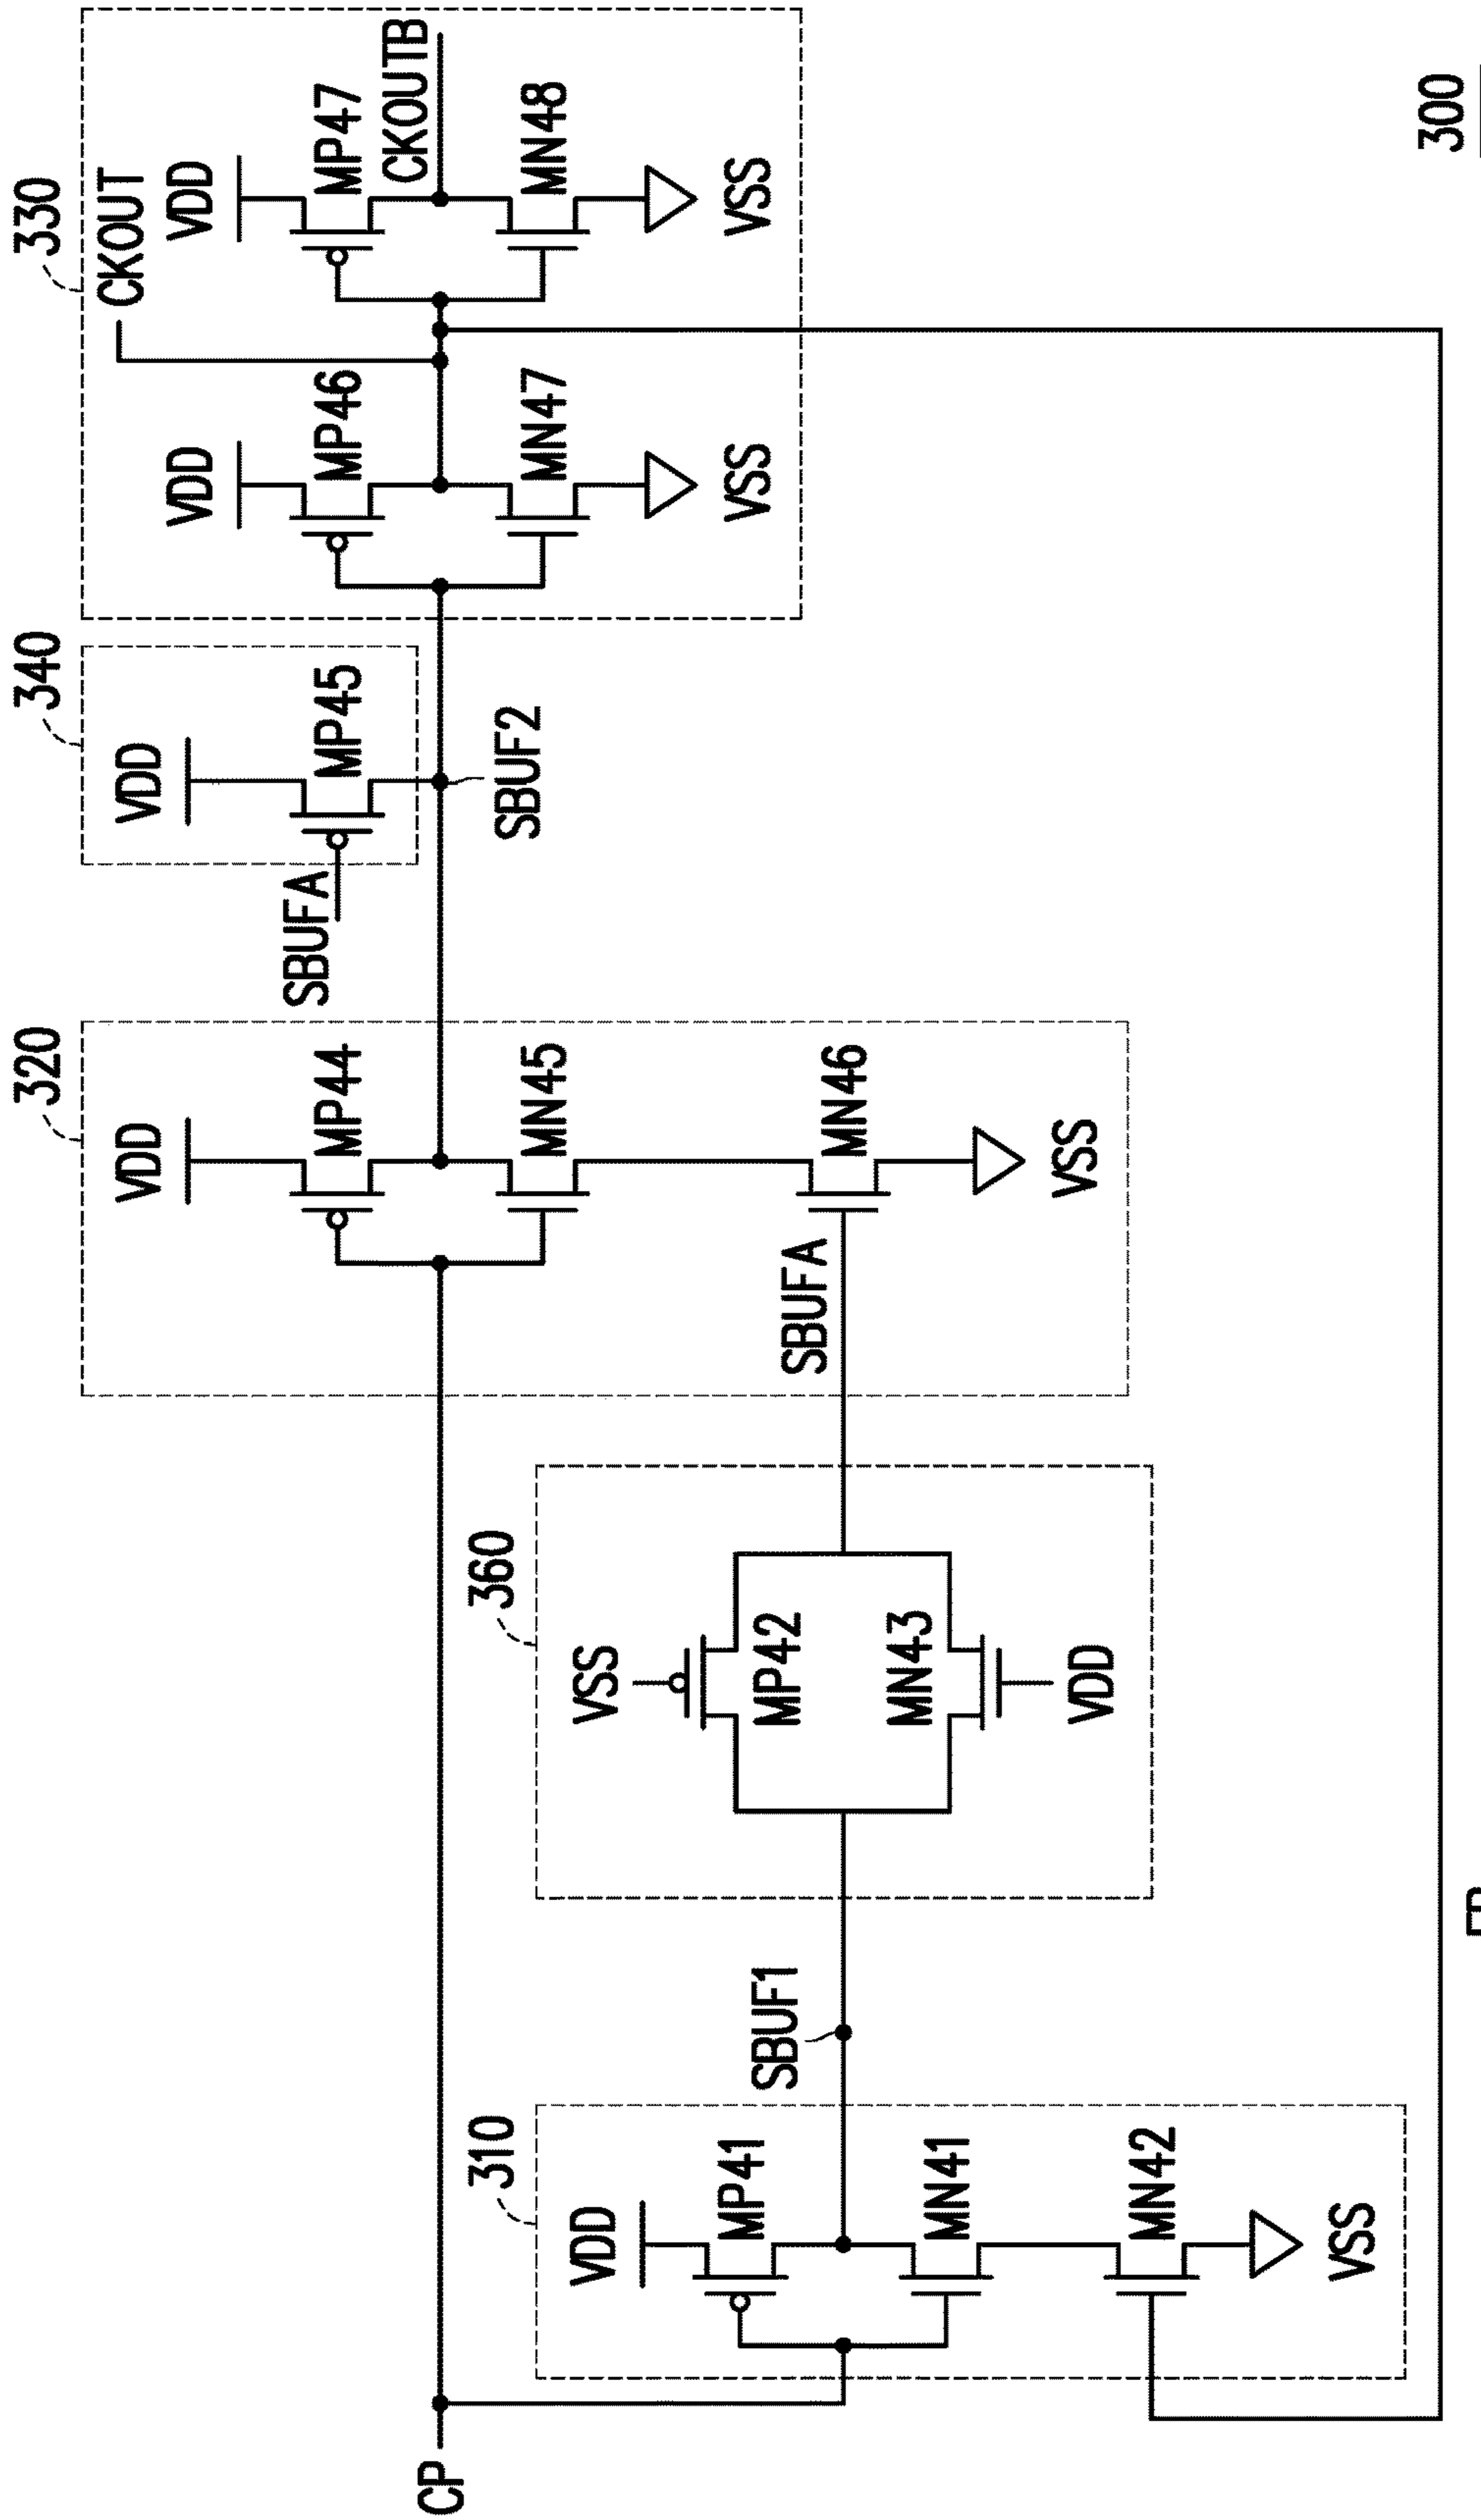 320
340
330
CKOUT
VDD
VDD
VDD
VDD
SBUFA
MP44
MP45
MP46
MP47
CKOUTB
CP
310
360
SBUF2
MN45
MN47
MN48
VDD
VSS
MP41
SBUF1
MP42
SBUFA
MN46
VSS
VSS
MN41
MN43
VDD
VSS
MN42
VSS
300